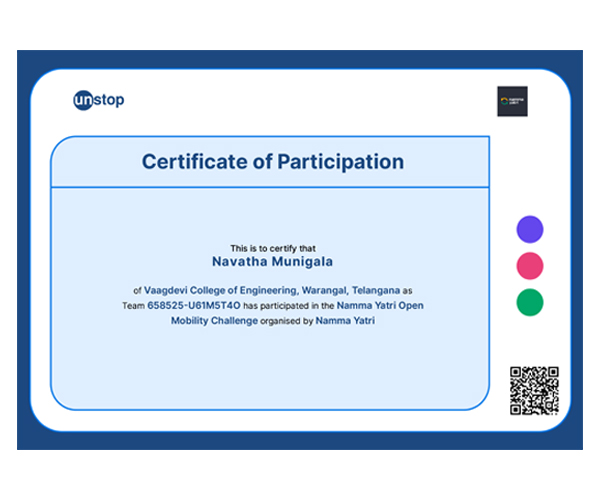 unstop
namma
yatri
Certificate of Participation
This is to certify that
Navatha Munigala
of Vaagdevi College of Engineering, Warangal, Telangana as
Team 658525-U61M5T4O has participated in the Namma Yatri Open
Mobility Challenge organised by Namma Yatri